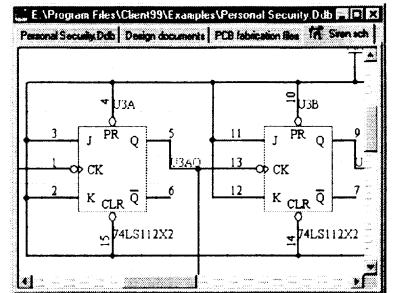 E:\Program Files\Client99\Examples\Personal Security.Ddb
Personal Security.Ddb Design documents PCB fabrication files Siren.sch
4 U3A 10 U3B
3 J PR Q 5 11 J PR Q 9
U3AQ
1 CK 13 CK
2 K CLR Q 6 12 K CLR Q 7
15 74LS112X2 14 74LS112X2